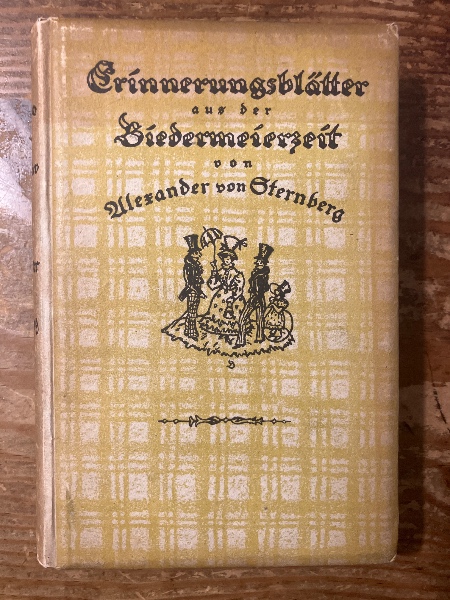 Erinnerungsblätter
aus der
Biedermeierzeit
von
Alexander von Sternberg